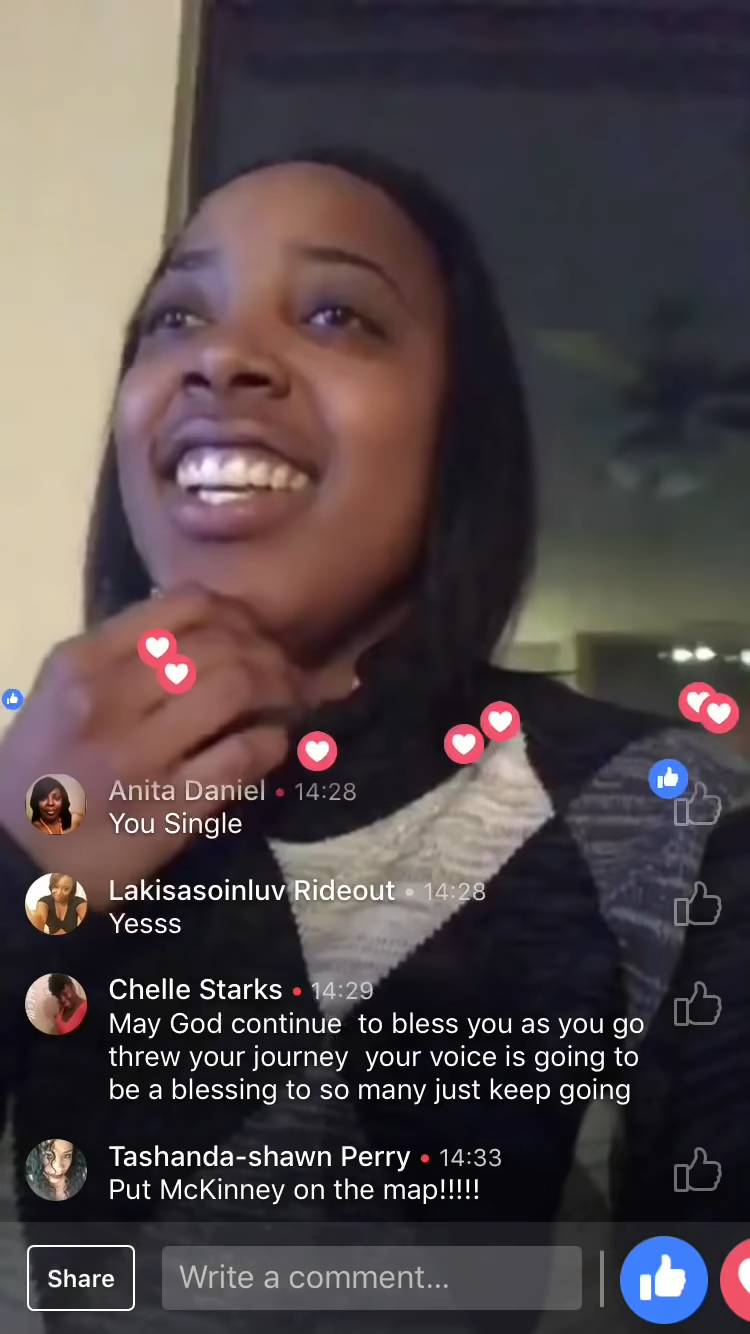 Anita Daniel • 14:28
You Single
Lakisasoinluv Rideout • 14:28
Yesss
Chelle Starks • 14:29
May God continue  to bless you as you go
threw your journey  your voice is going to
be a blessing to so many just keep going
Tashanda-shawn Perry • 14:33
Put McKinney on the map!!!!!
Share
Write a comment...